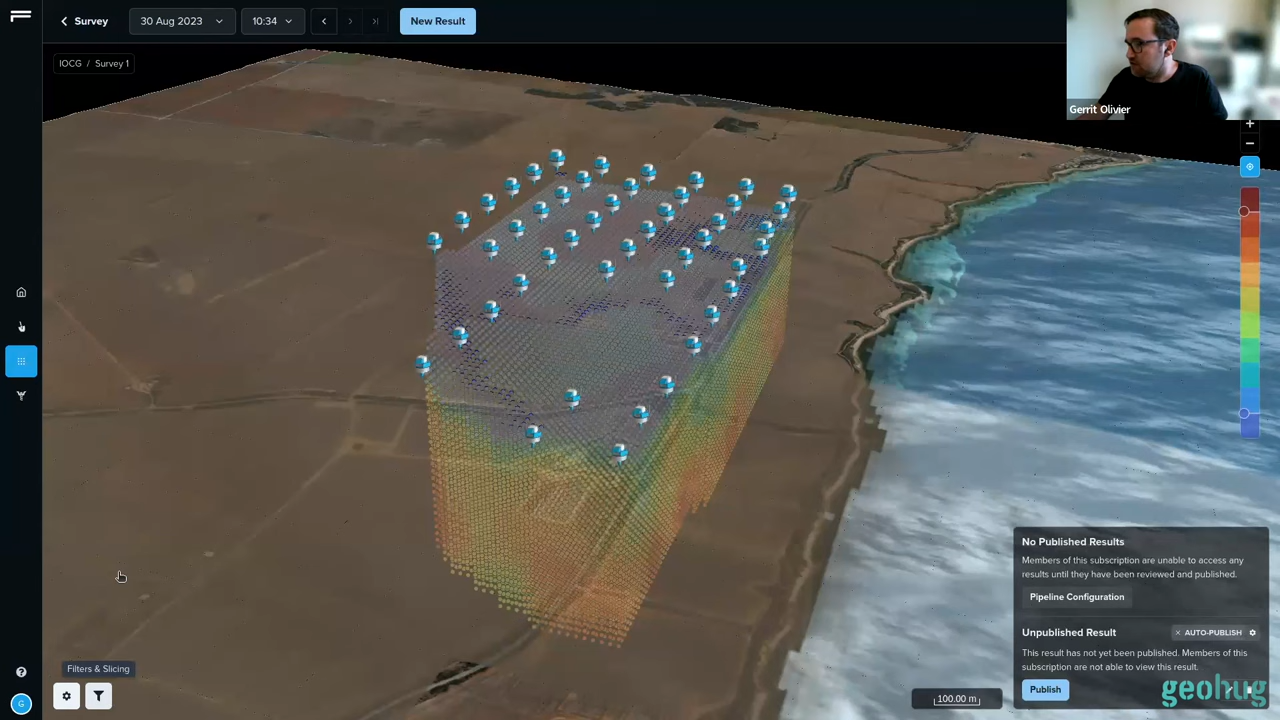 Survey
30 Aug 2023
10:34
New Result
IOCG / Survey 1
Gerrit Olivier
No Published Results
Members of this subscription are unable to access any
results until they have been reviewed and published.
Pipeline Configuration
Unpublished Result
× AUTO-PUBLISH
This result has not yet been published. Members of this
subscription are not able to view this result.
Publish
Filters & Slicing
G
100.00 m
geohug